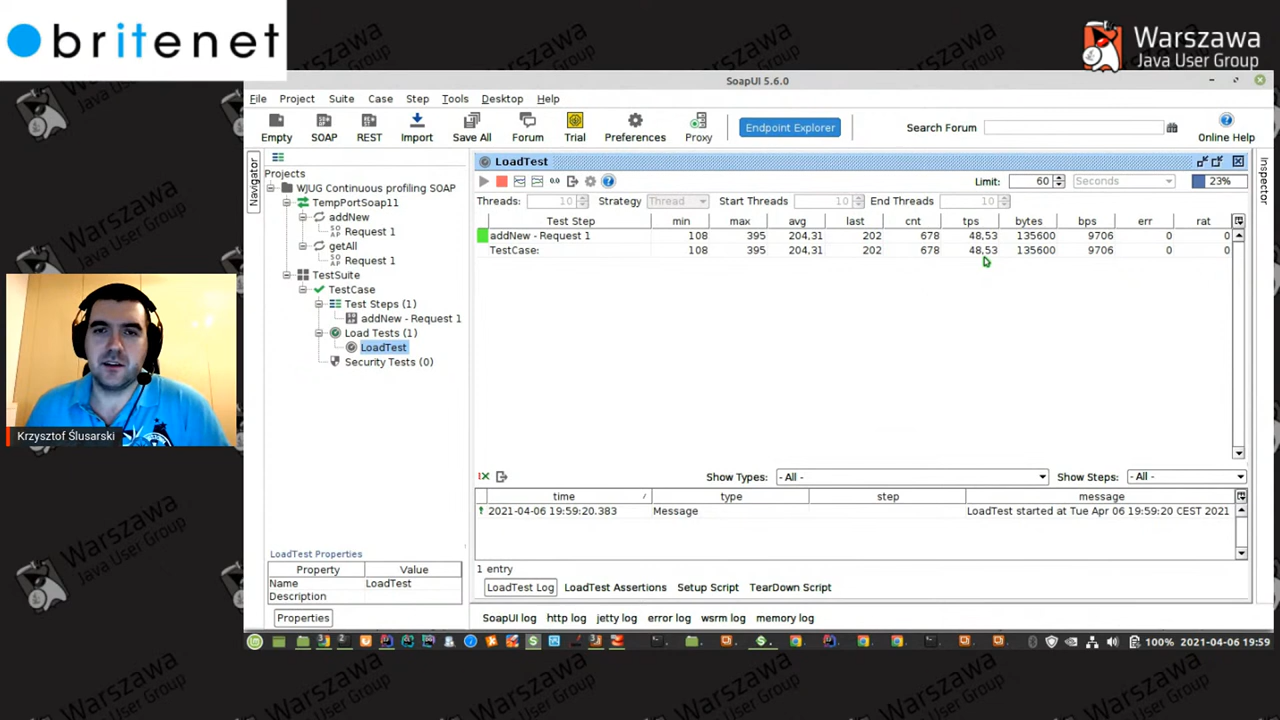 britenet
Warszawa
Java User Group
SoapUI 5.6.0
File Project Suite Case Step Tools Desktop Help
Empty SOAP REST Import Save All Forum Trial Preferences Proxy Endpoint Explorer Search Forum Online Help
Navigator
Projects
WJUG Continuous profiling SOAP
TempPortSoap11
addNew
Request 1
getAll
Request 1
TestSuite
TestCase
Test Steps (1)
addNew - Request 1
Load Tests (1)
LoadTest
Security Tests (0)
LoadTest
Inspector
0.0 Limit: 60 Seconds 23%
Threads: 10 Strategy Thread Start Threads 10 End Threads 10
Test Step min max avg last cnt tps bytes bps err rat
addNew - Request 1 108 395 204,31 202 678 48,53 135600 9706 0 0
TestCase: 108 395 204,31 202 678 48,53 135600 9706 0 0
Show Types: - All - Show Steps: - All -
time type step message
2021-04-06 19:59:20.383 Message LoadTest started at Tue Apr 06 19:59:20 CEST 2021
1 entry
LoadTest Log LoadTest Assertions Setup Script TearDown Script
LoadTest Properties
Property Value
Name LoadTest
Description
Properties
SoapUI log http log jetty log error log wsrm log memory log
100% 2021-04-06 19:59
Krzysztof Ślusarski